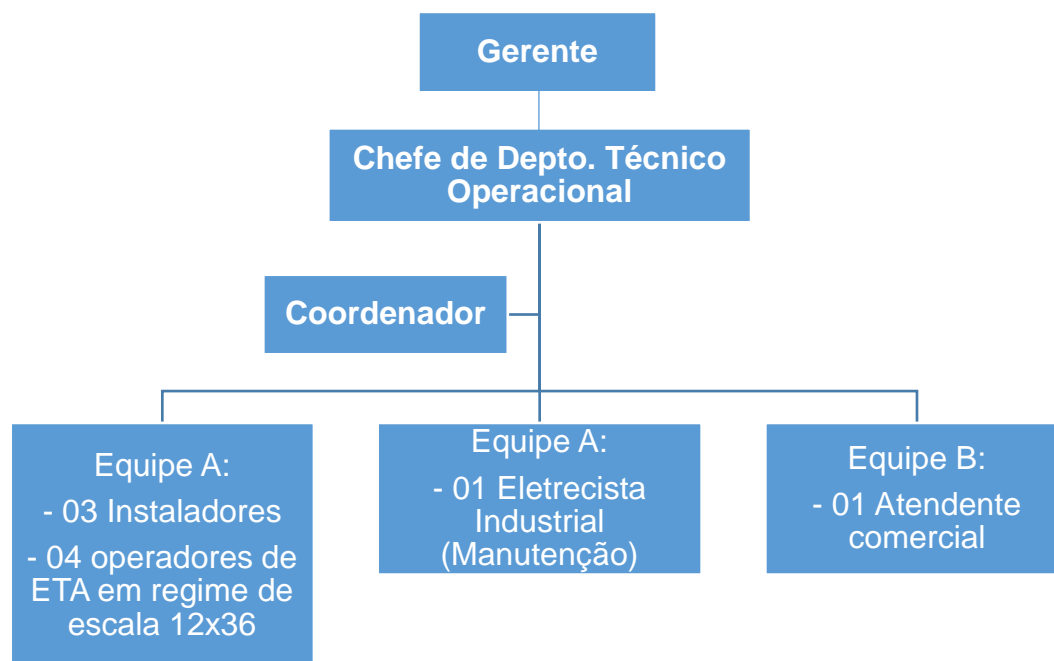 Gerente
Chefe de Depto. Técnico
Operacional
Coordenador
Equipe A:
- 03 Instaladores
- 04 operadores de
ETA em regime de
escala 12x36
Equipe A:
- 01 Eletrecista
Industrial
(Manutenção)
Equipe B:
- 01 Atendente
comercial